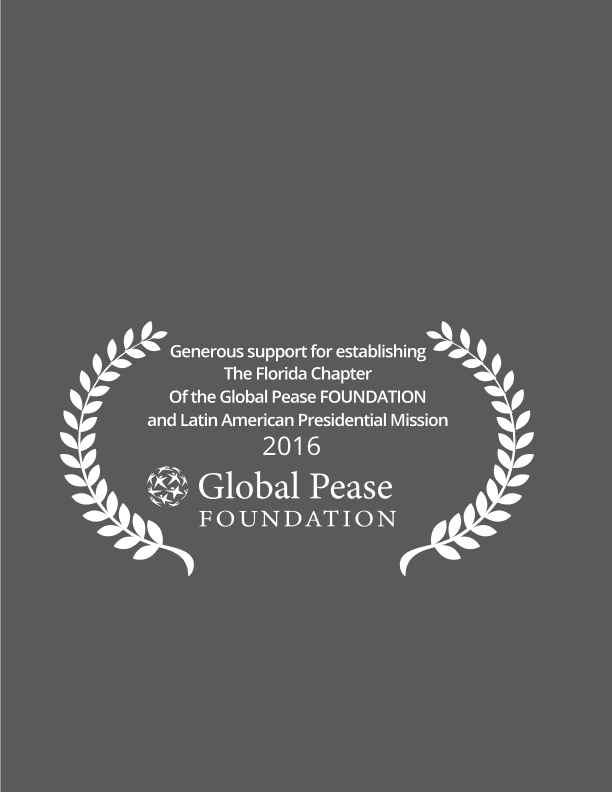 Generous support for establishing
The Florida Chapter
Of the Global Pease FOUNDATION
and Latin American Presidential Mission
2016
Global Pease
FOUNDATION